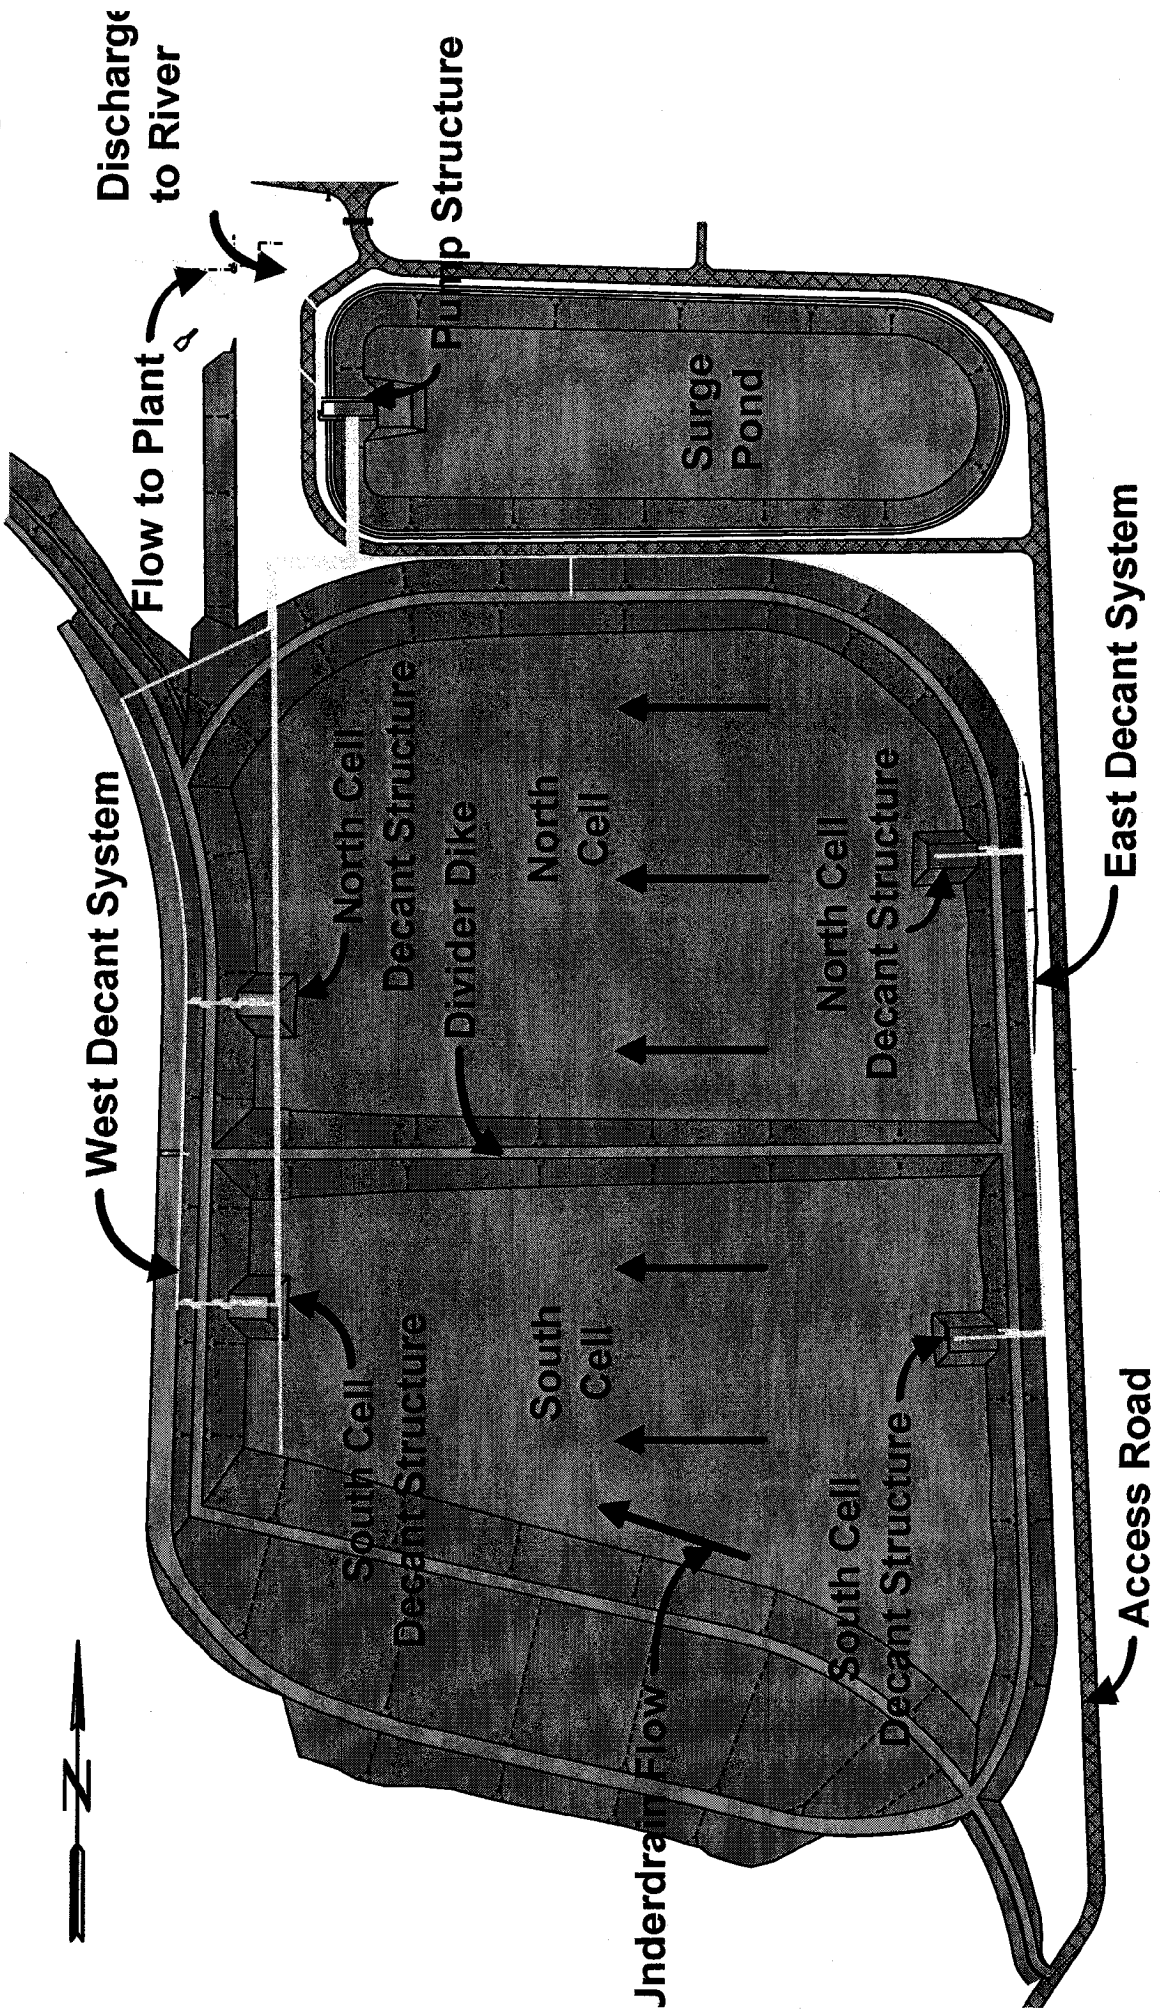 Discharge
to River
Flow to Plant
Pump Structure
Surge
Pond
West Decant System
North Cell
Decant Structure
Divider Dike
North
Cell
North Cell
Decant Structure
East Decant System
South Cell
Decant Structure
South
Cell
South Cell
Decant Structure
Underdrain Flow
Access Road
N